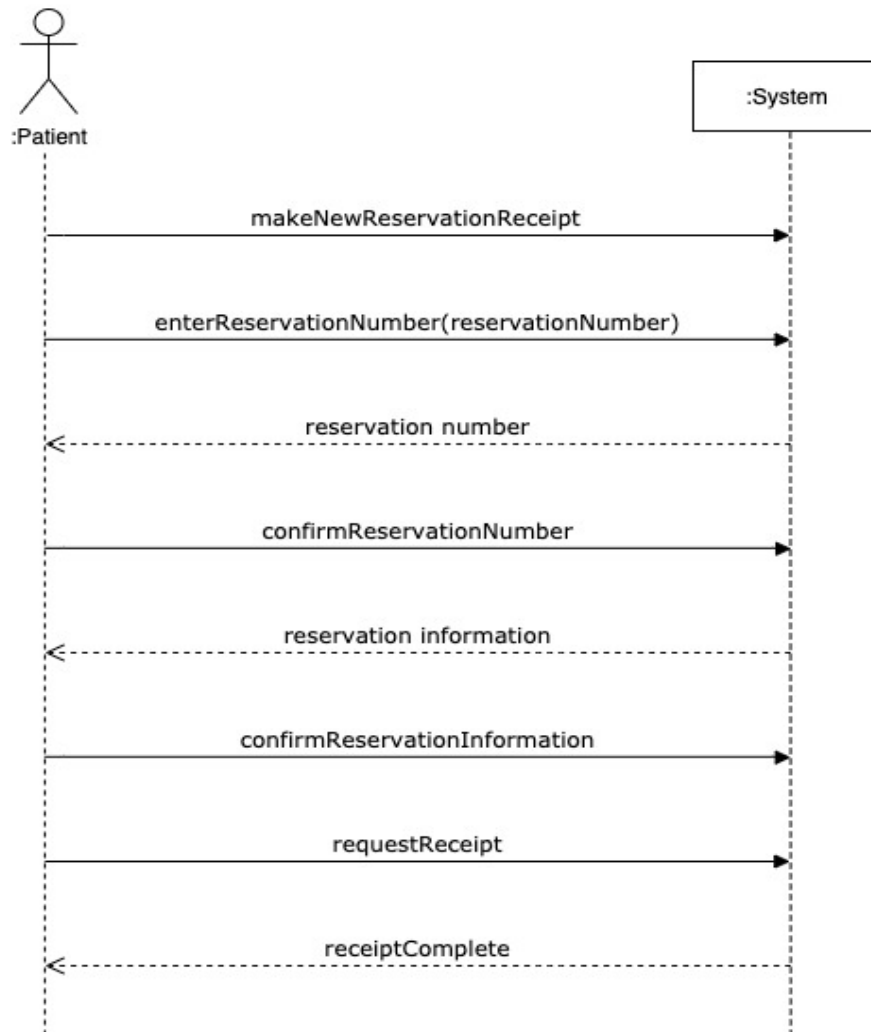 :Patient
:System
makeNewReservationReceipt
enterReservationNumber(reservationNumber)
reservation number
confirmReservationNumber
reservation information
confirmReservationInformation
requestReceipt
receiptComplete